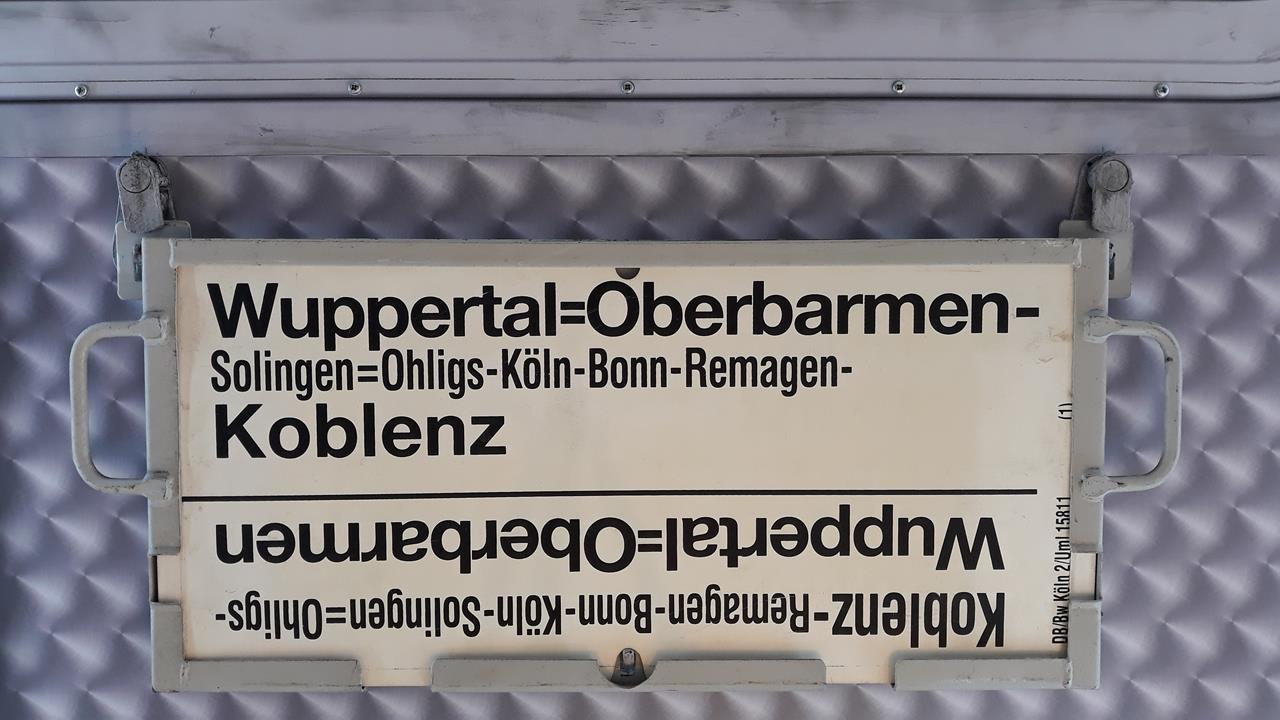 Wuppertal=Oberbarmen-
Solingen=Ohligs-Köln-Bonn-Remagen-
Koblenz
Koblenz-Remagen-Bonn-Köln-Solingen=Ohligs-
Wuppertal=Oberbarmen
DB/Bw Köln 2/Uml 15811 (1)